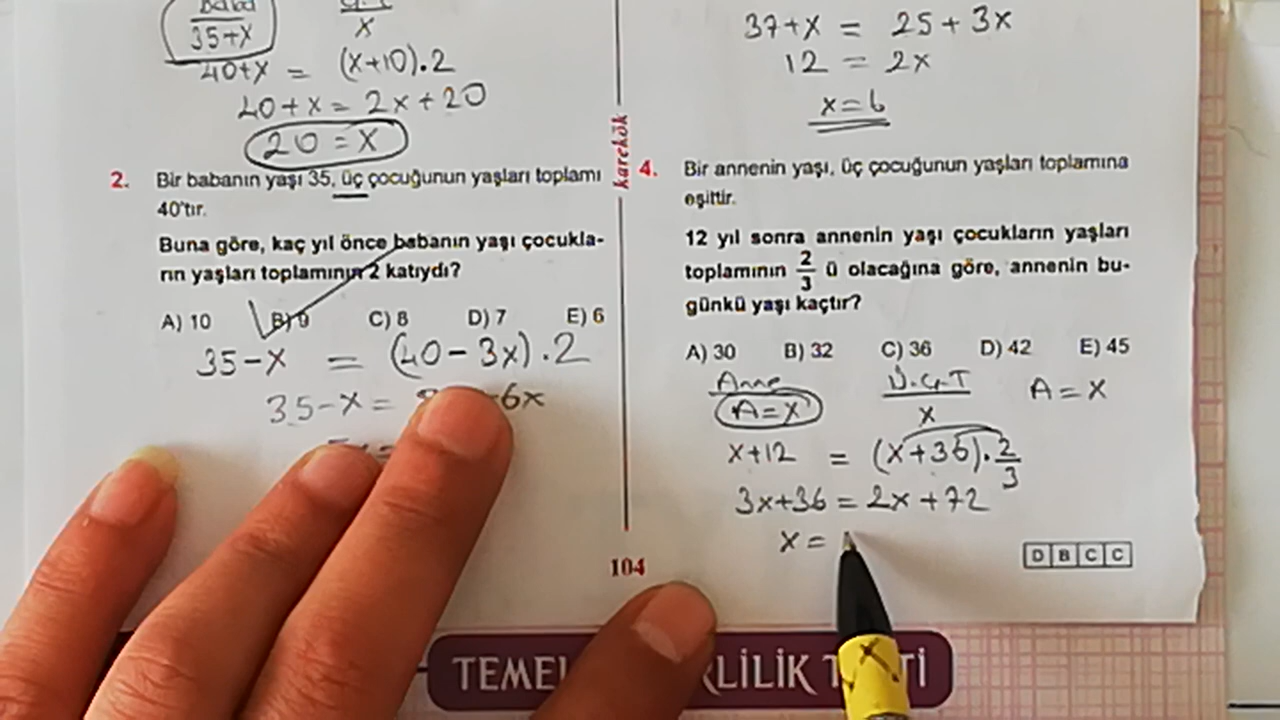 Baba
35+x
x
40+x = (x+10).2
40+x = 2x+20
20 = x
2. Bir babanın yaşı 35, üç çocuğunun yaşları toplamı
40'tır.
Buna göre, kaç yıl önce babanın yaşı çocukla-
rın yaşları toplamının 2 katıydı?
A) 10 B) 9 C) 8 D) 7 E) 6
35-x = (40-3x).2
35-x = -6x
karekök
37+x = 25+3x
12 = 2x
x=6
4. Bir annenin yaşı, üç çocuğunun yaşları toplamına
eşittir.
12 yıl sonra annenin yaşı çocukların yaşları
toplamının 2/3 ü olacağına göre, annenin bu-
günkü yaşı kaçtır?
A) 30 B) 32 C) 36 D) 42 E) 45
Anne Ü.Ç.Y
A=x x A=x
x+12 = (x+36).2/3
3x+36 = 2x+72
x =
D B C C
104
TEMEL